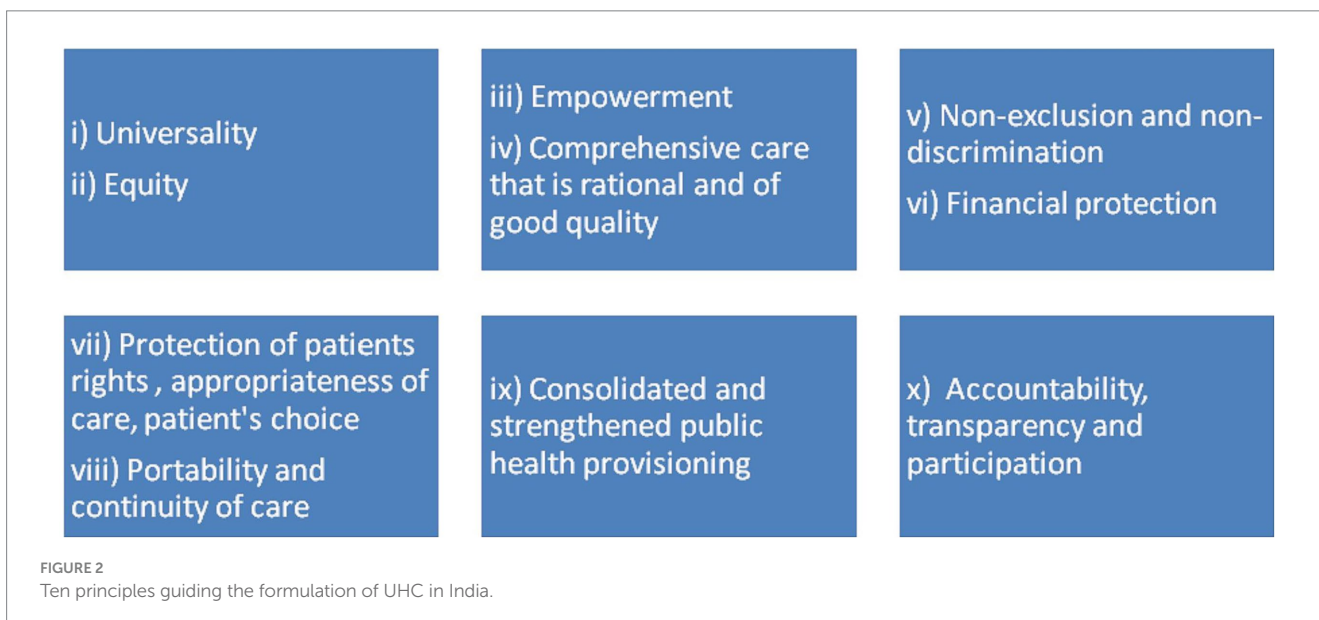 i) Universality
ii) Equity
iii) Empowerment
iv) Comprehensive care
that is rational and of
good quality
v) Non-exclusion and non-
discrimination
vi) Financial protection
vii) Protection of patients
rights , appropriateness of
care, patient's choice
viii) Portability and
continuity of care
ix) Consolidated and
strengthened public
health provisioning
x)  Accountability,
transparency and
participation
FIGURE 2
Ten principles guiding the formulation of UHC in India.